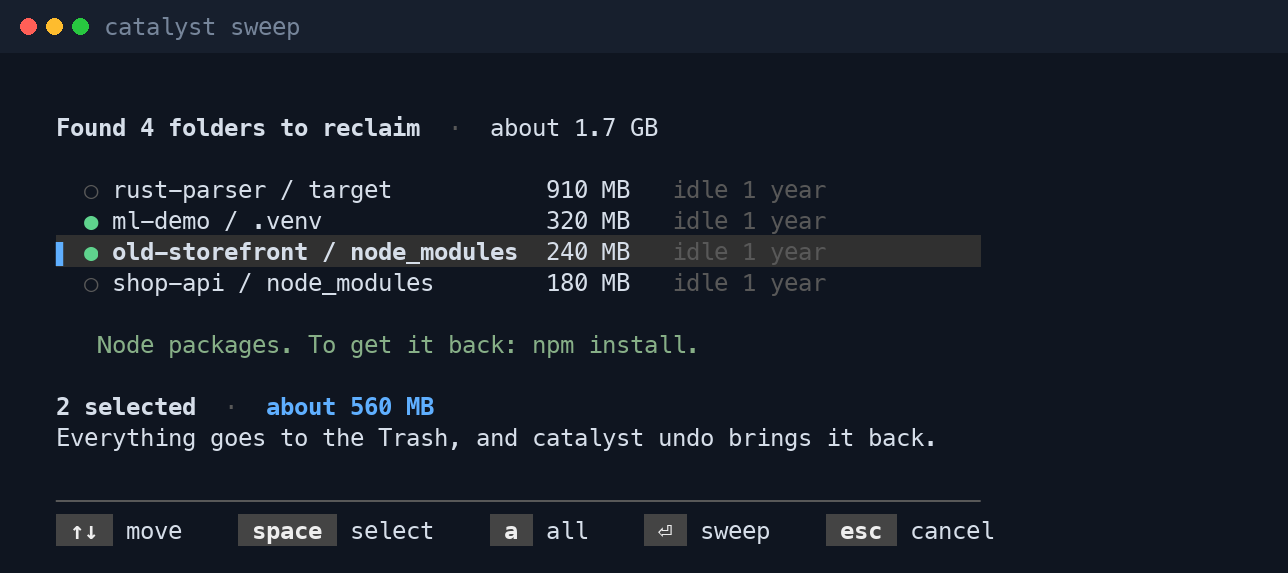 catalyst sweep
Found 4 folders to reclaim · about 1.7 GB
○ rust-parser / target 910 MB idle 1 year
● ml-demo / .venv 320 MB idle 1 year
● old-storefront / node_modules 240 MB idle 1 year
○ shop-api / node_modules 180 MB idle 1 year
Node packages. To get it back: npm install.
2 selected · about 560 MB
Everything goes to the Trash, and catalyst undo brings it back.
↑↓ move space select a all ⏎ sweep esc cancel